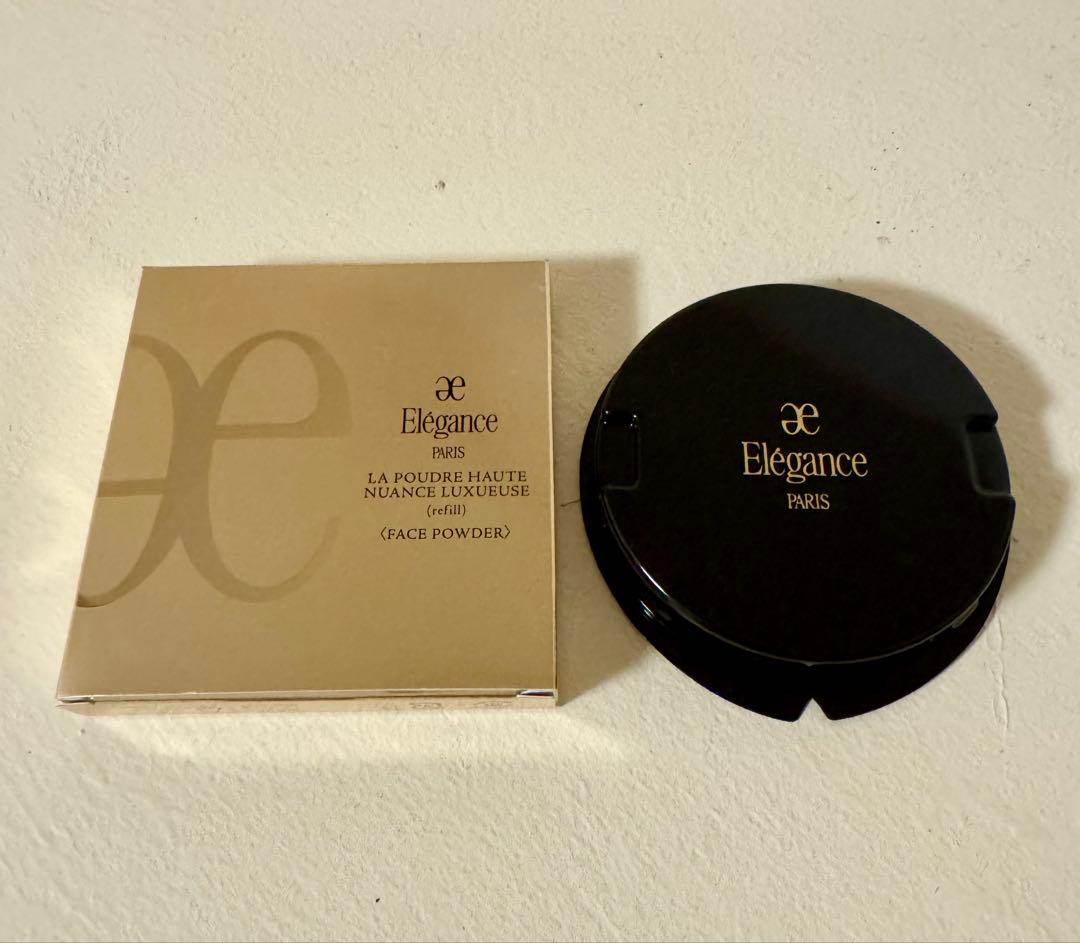 æ
Elégance
PARIS
LA POUDRE HAUTE
NUANCE LUXUEUSE
(refill)
〈FACE POWDER〉
æ
Elégance
PARIS